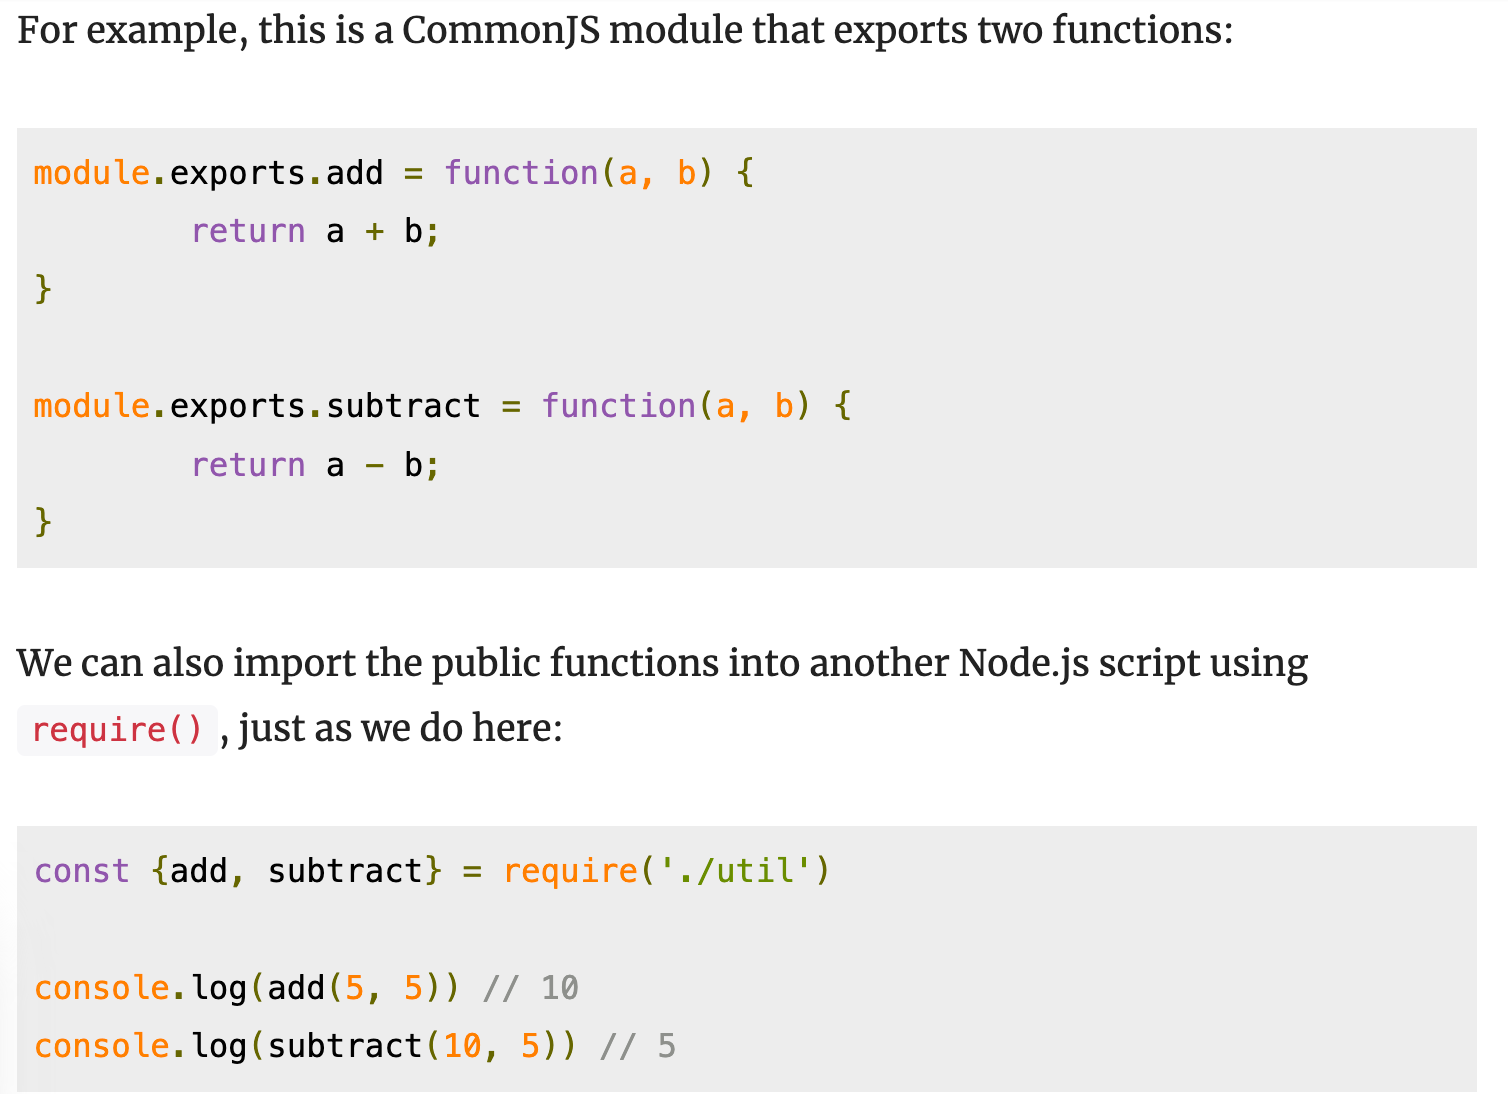 For example, this is a CommonJS module that exports two functions:
module.exports.add = function(a, b) {
        return a + b;
}
module.exports.subtract = function(a, b) {
        return a - b;
}
We can also import the public functions into another Node.js script using
require(), just as we do here:
const {add, subtract} = require('./util')
console.log(add(5, 5)) // 10
console.log(subtract(10, 5)) // 5